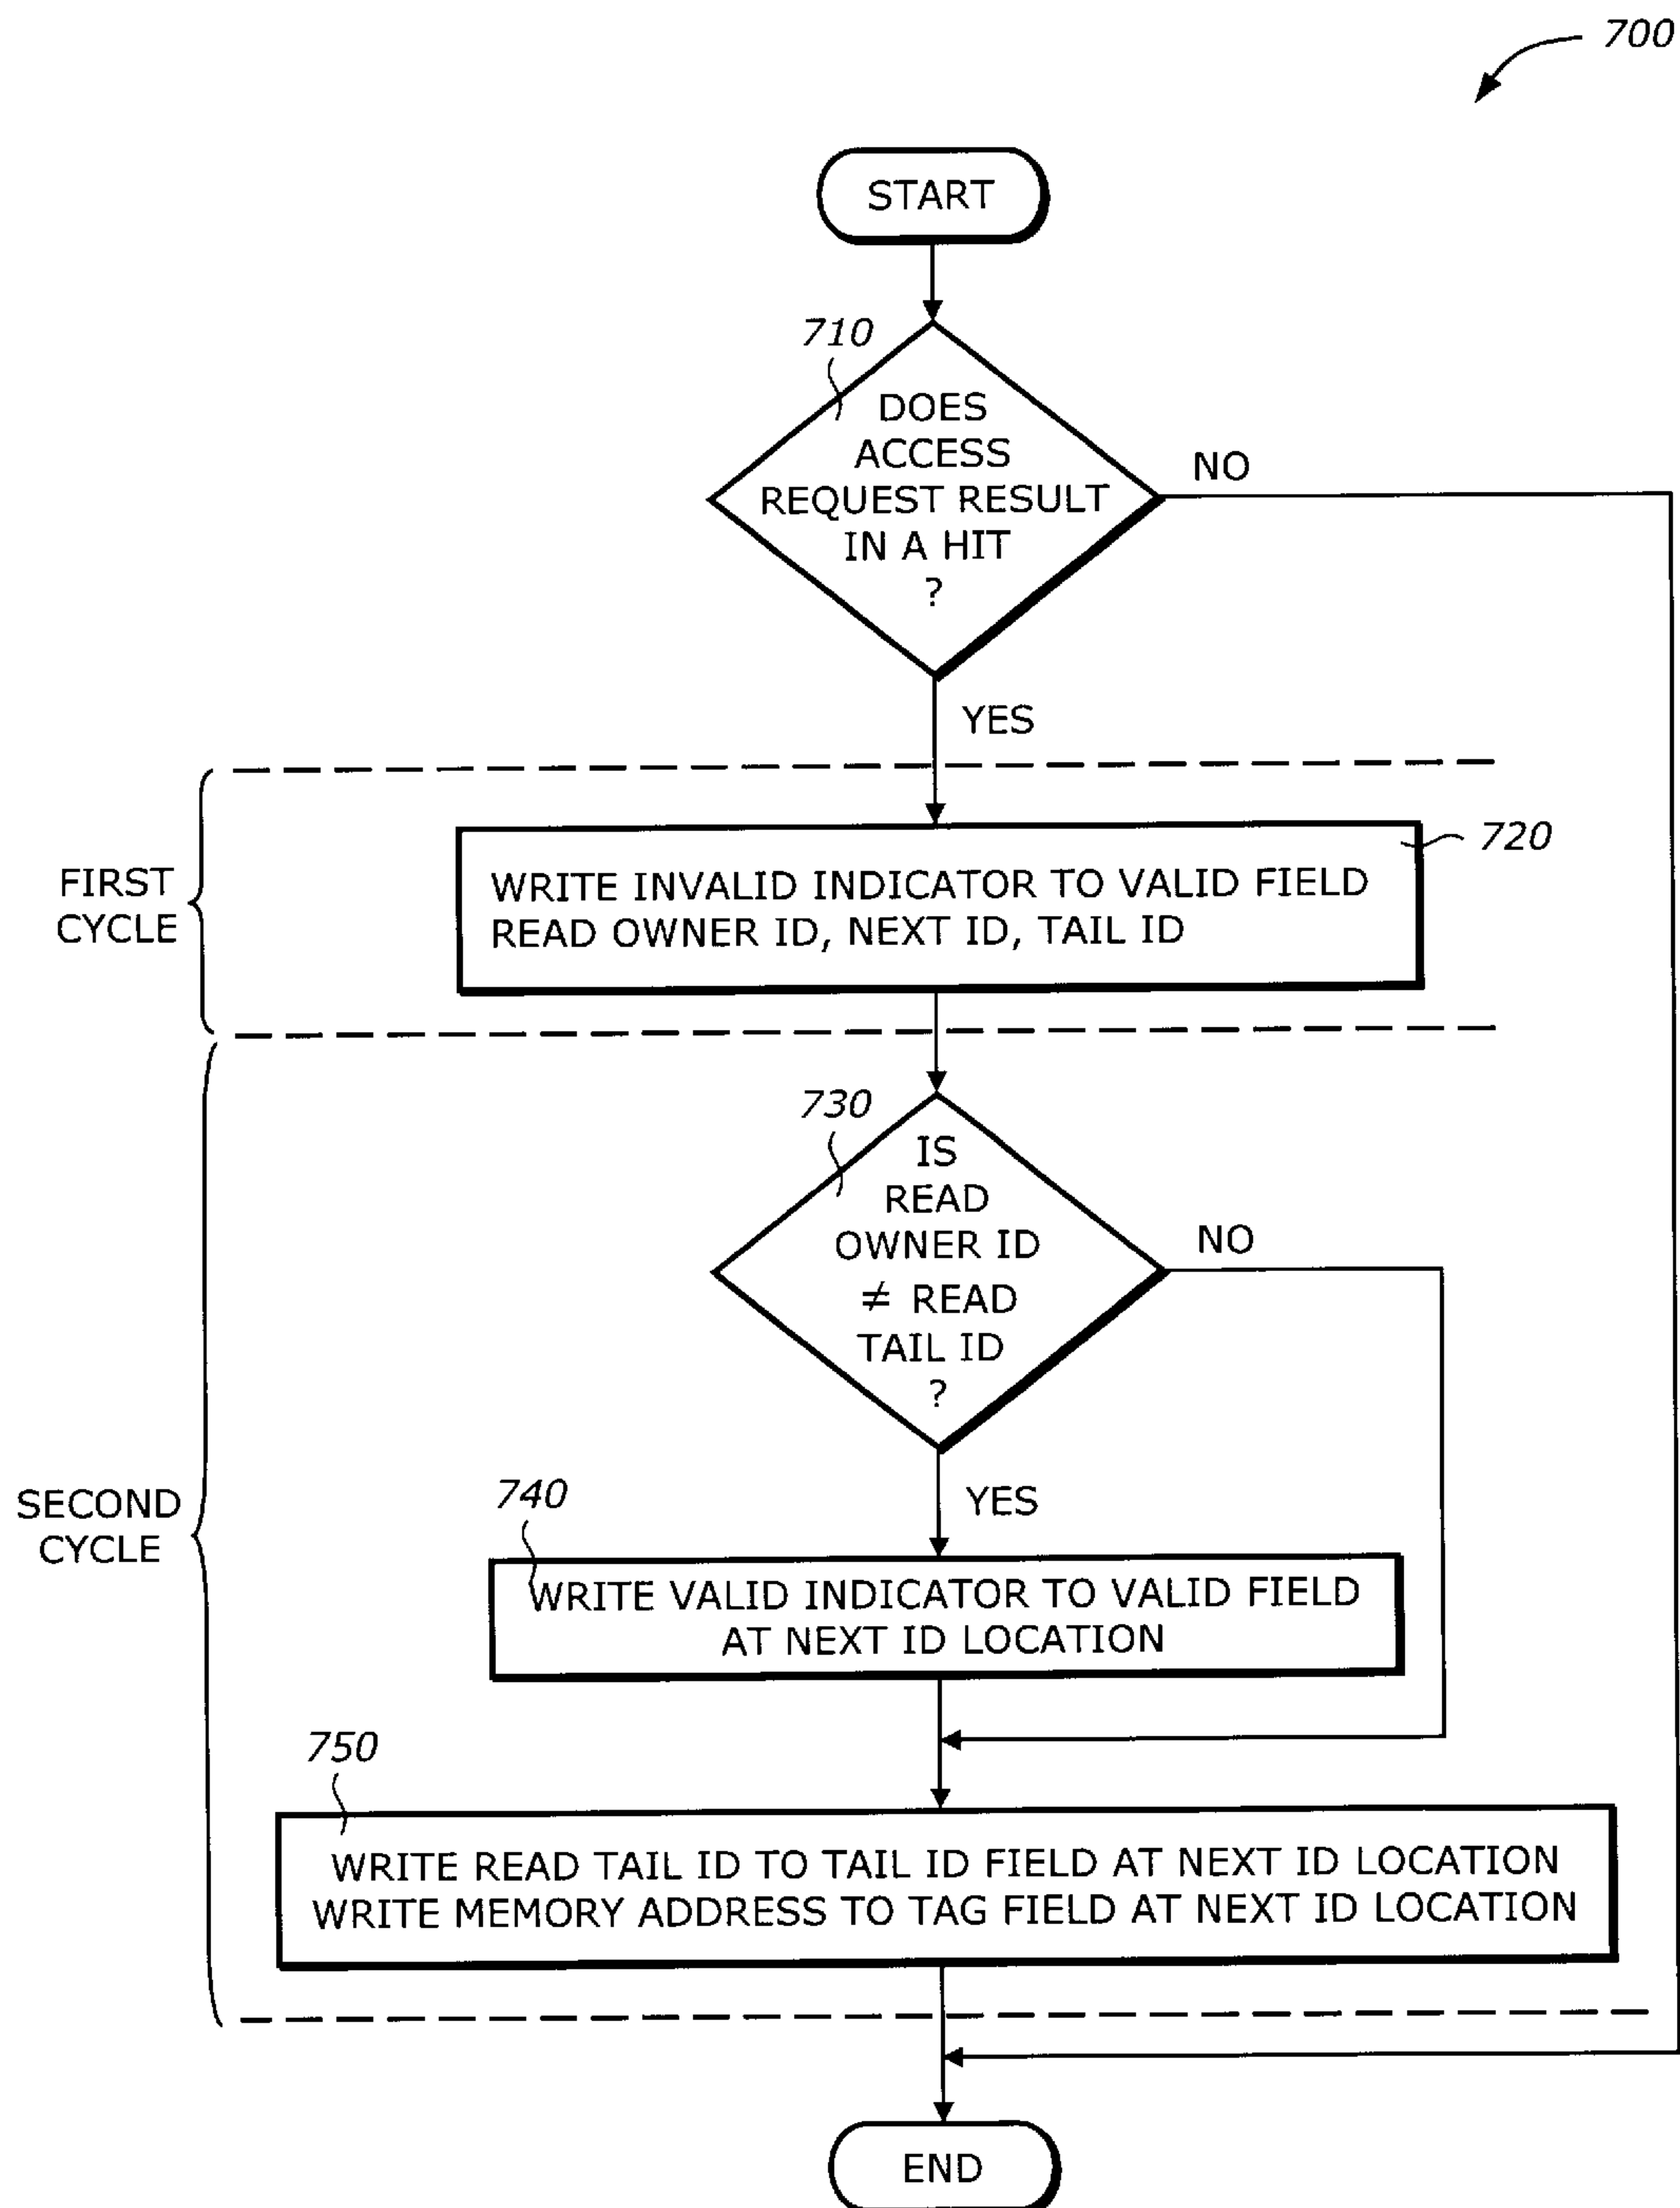 700
START
710
DOES
ACCESS
REQUEST RESULT
IN A HIT
?
NO
YES
FIRST
CYCLE
720
WRITE INVALID INDICATOR TO VALID FIELD
READ OWNER ID, NEXT ID, TAIL ID
730
IS
READ
OWNER ID
≠ READ
TAIL ID
?
NO
YES
SECOND
CYCLE
740
WRITE VALID INDICATOR TO VALID FIELD
AT NEXT ID LOCATION
750
WRITE READ TAIL ID TO TAIL ID FIELD AT NEXT ID LOCATION
WRITE MEMORY ADDRESS TO TAG FIELD AT NEXT ID LOCATION
END